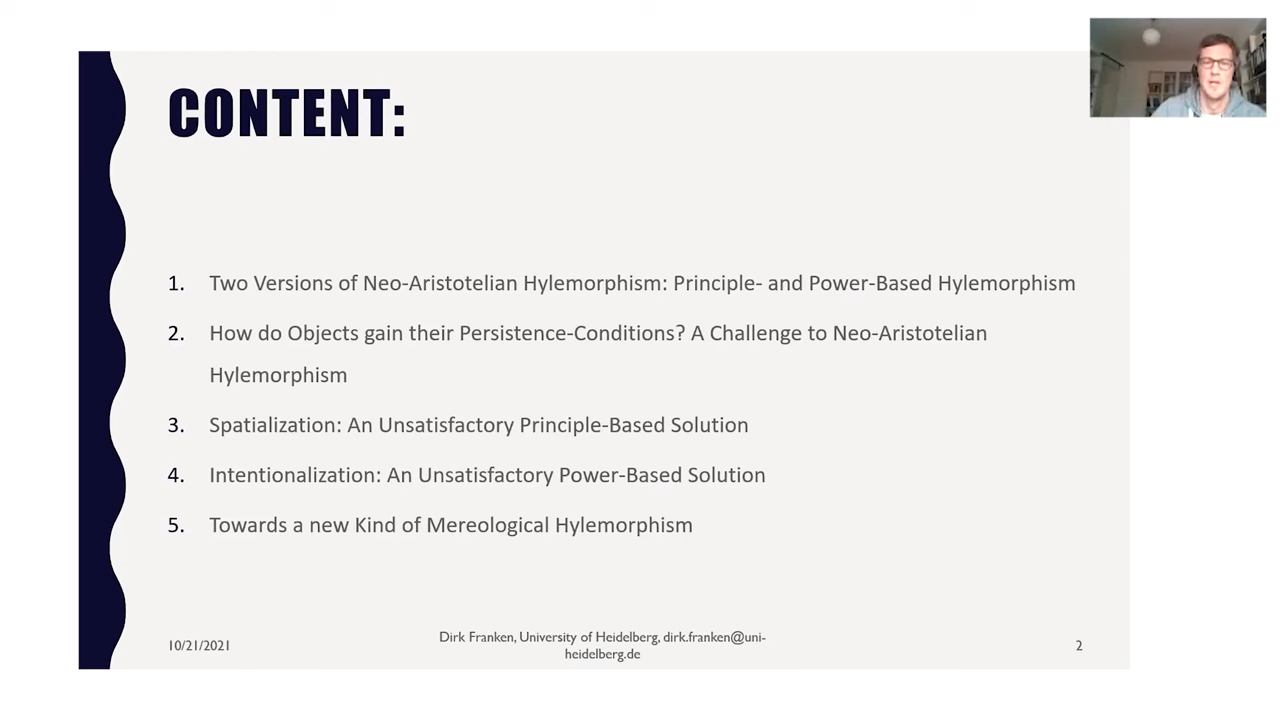 CONTENT:
1. Two Versions of Neo-Aristotelian Hylemorphism: Principle- and Power-Based Hylemorphism
2. How do Objects gain their Persistence-Conditions? A Challenge to Neo-Aristotelian
Hylemorphism
3. Spatialization: An Unsatisfactory Principle-Based Solution
4. Intentionalization: An Unsatisfactory Power-Based Solution
5. Towards a new Kind of Mereological Hylemorphism
10/21/2021
Dirk Franken, University of Heidelberg, dirk.franken@uni-
heidelberg.de
2